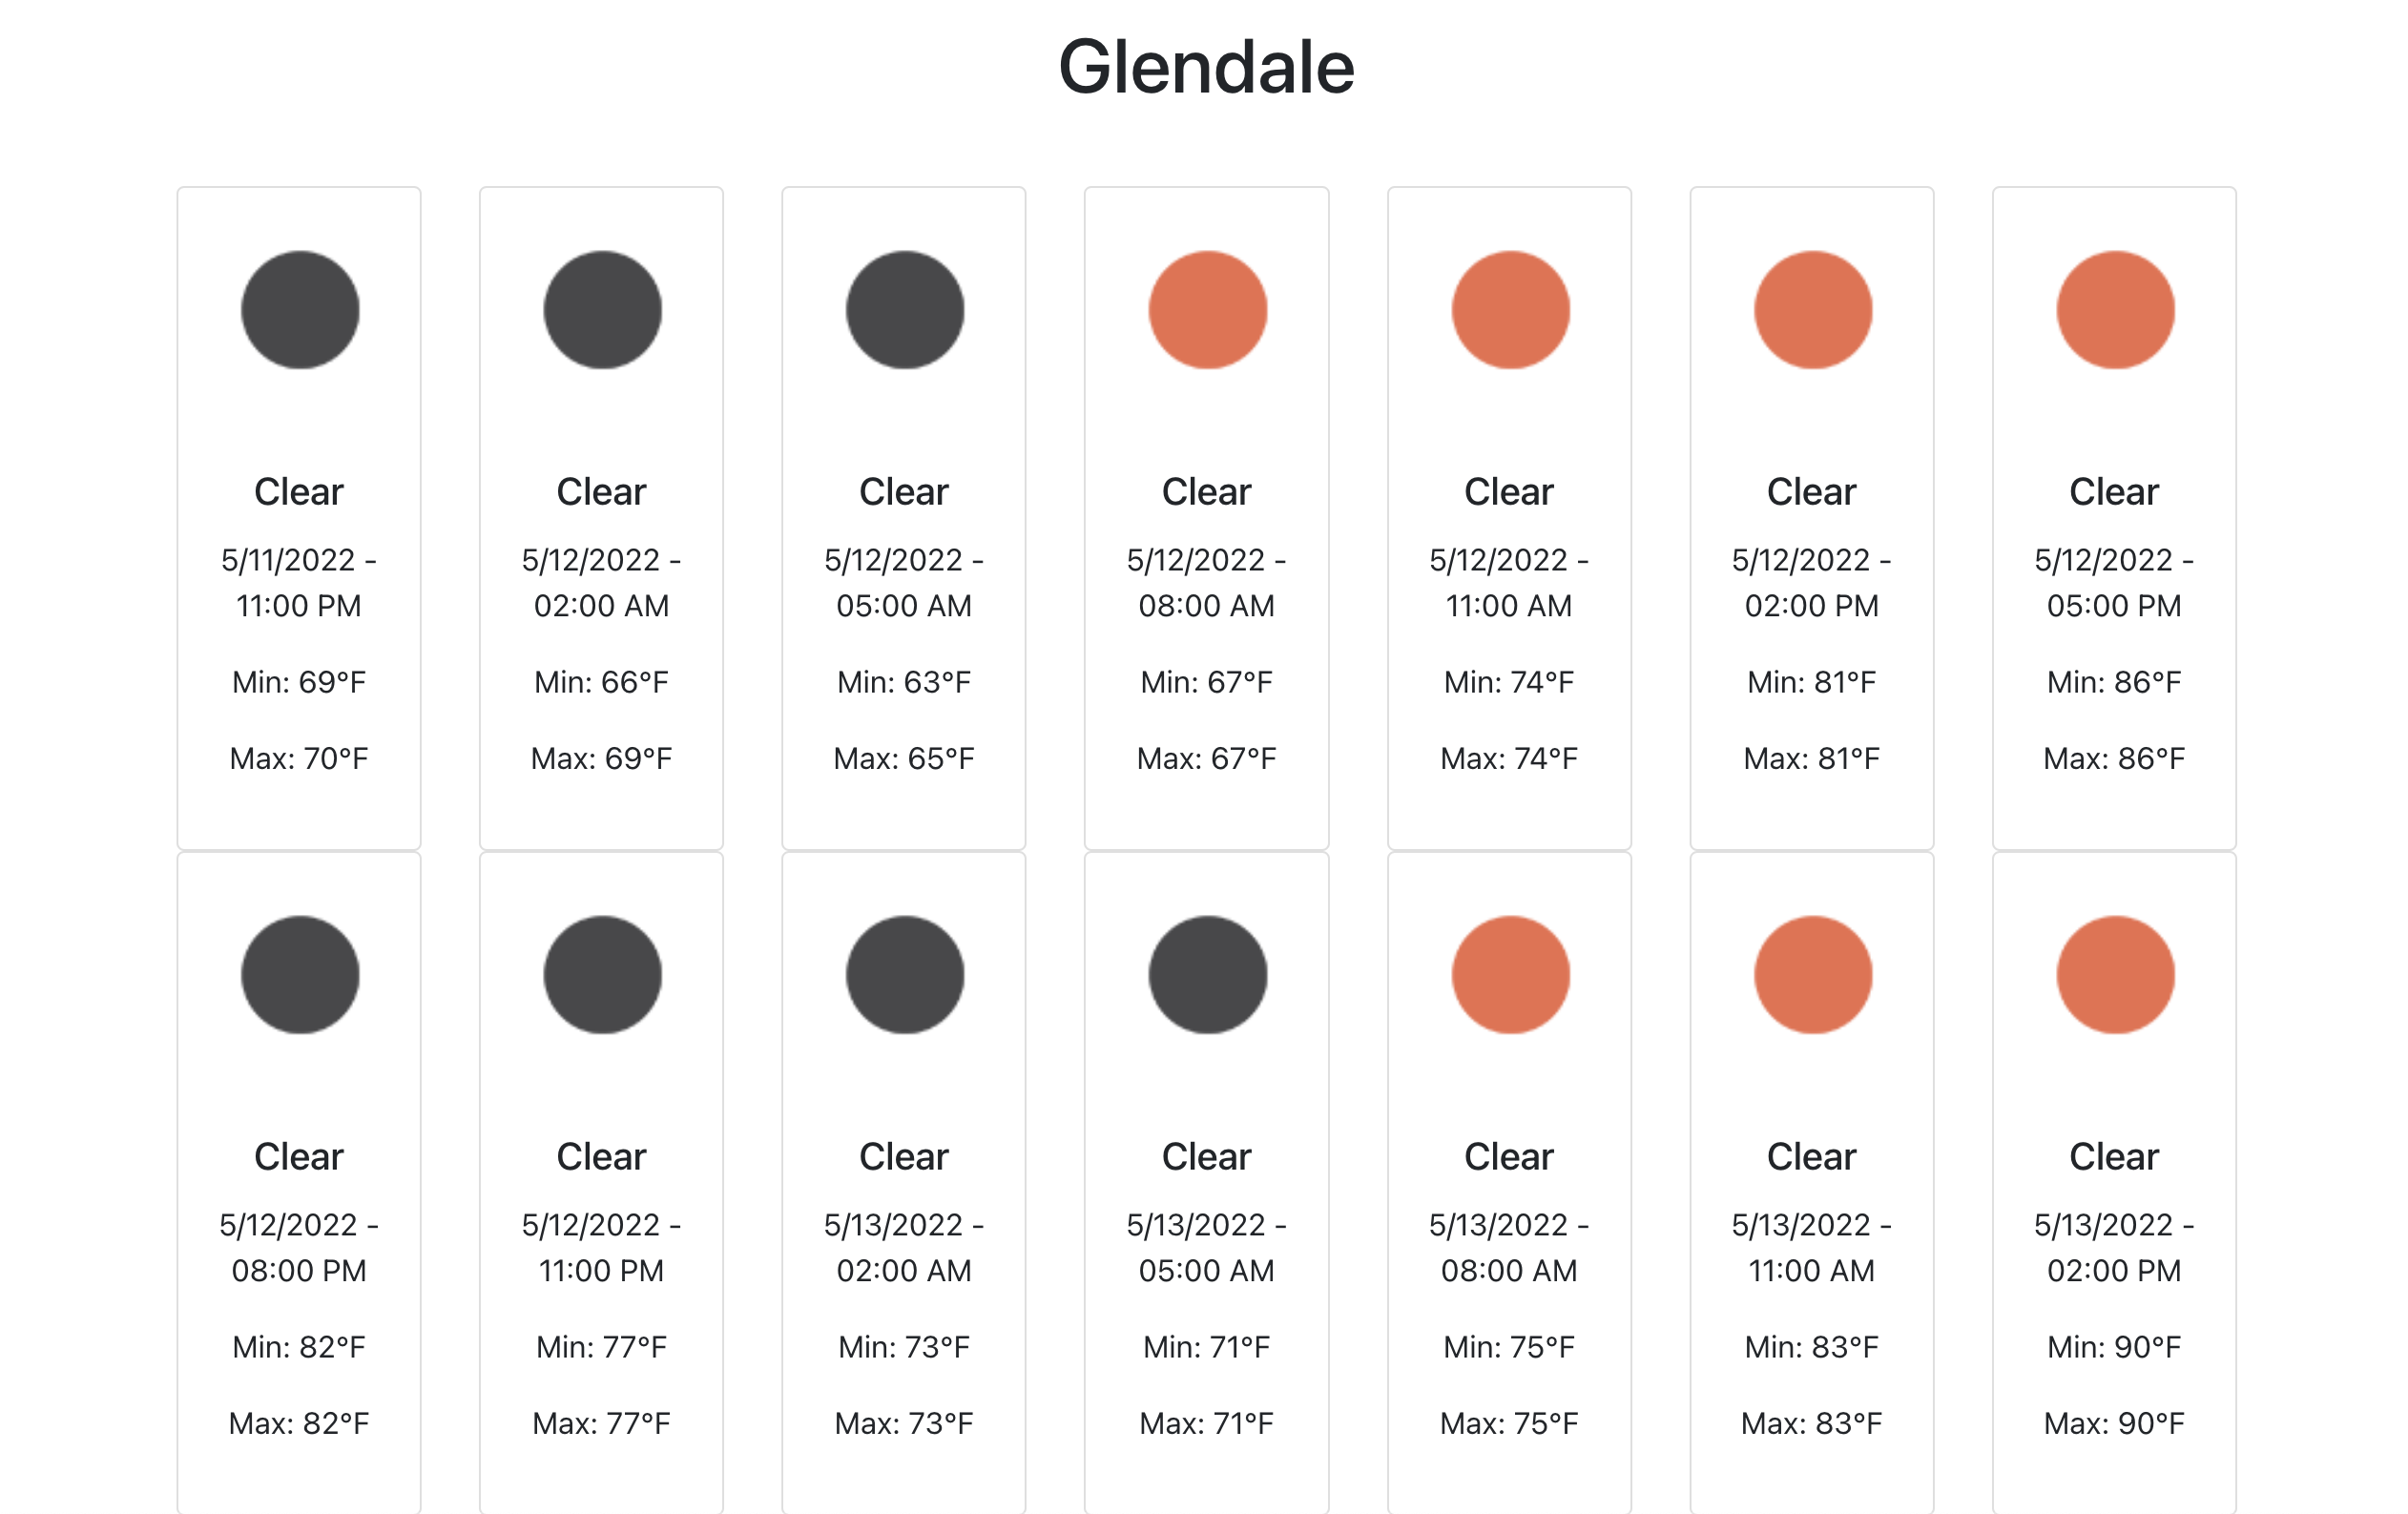 Glendale
Clear
5/11/2022 -
11:00 PM
Min: 69°F
Max: 70°F
Clear
5/12/2022 -
02:00 AM
Min: 66°F
Max: 69°F
Clear
5/12/2022 -
05:00 AM
Min: 63°F
Max: 65°F
Clear
5/12/2022 -
08:00 AM
Min: 67°F
Max: 67°F
Clear
5/12/2022 -
11:00 AM
Min: 74°F
Max: 74°F
Clear
5/12/2022 -
02:00 PM
Min: 81°F
Max: 81°F
Clear
5/12/2022 -
05:00 PM
Min: 86°F
Max: 86°F
Clear
5/12/2022 -
08:00 PM
Min: 82°F
Max: 82°F
Clear
5/12/2022 -
11:00 PM
Min: 77°F
Max: 77°F
Clear
5/13/2022 -
02:00 AM
Min: 73°F
Max: 73°F
Clear
5/13/2022 -
05:00 AM
Min: 71°F
Max: 71°F
Clear
5/13/2022 -
08:00 AM
Min: 75°F
Max: 75°F
Clear
5/13/2022 -
11:00 AM
Min: 83°F
Max: 83°F
Clear
5/13/2022 -
02:00 PM
Min: 90°F
Max: 90°F